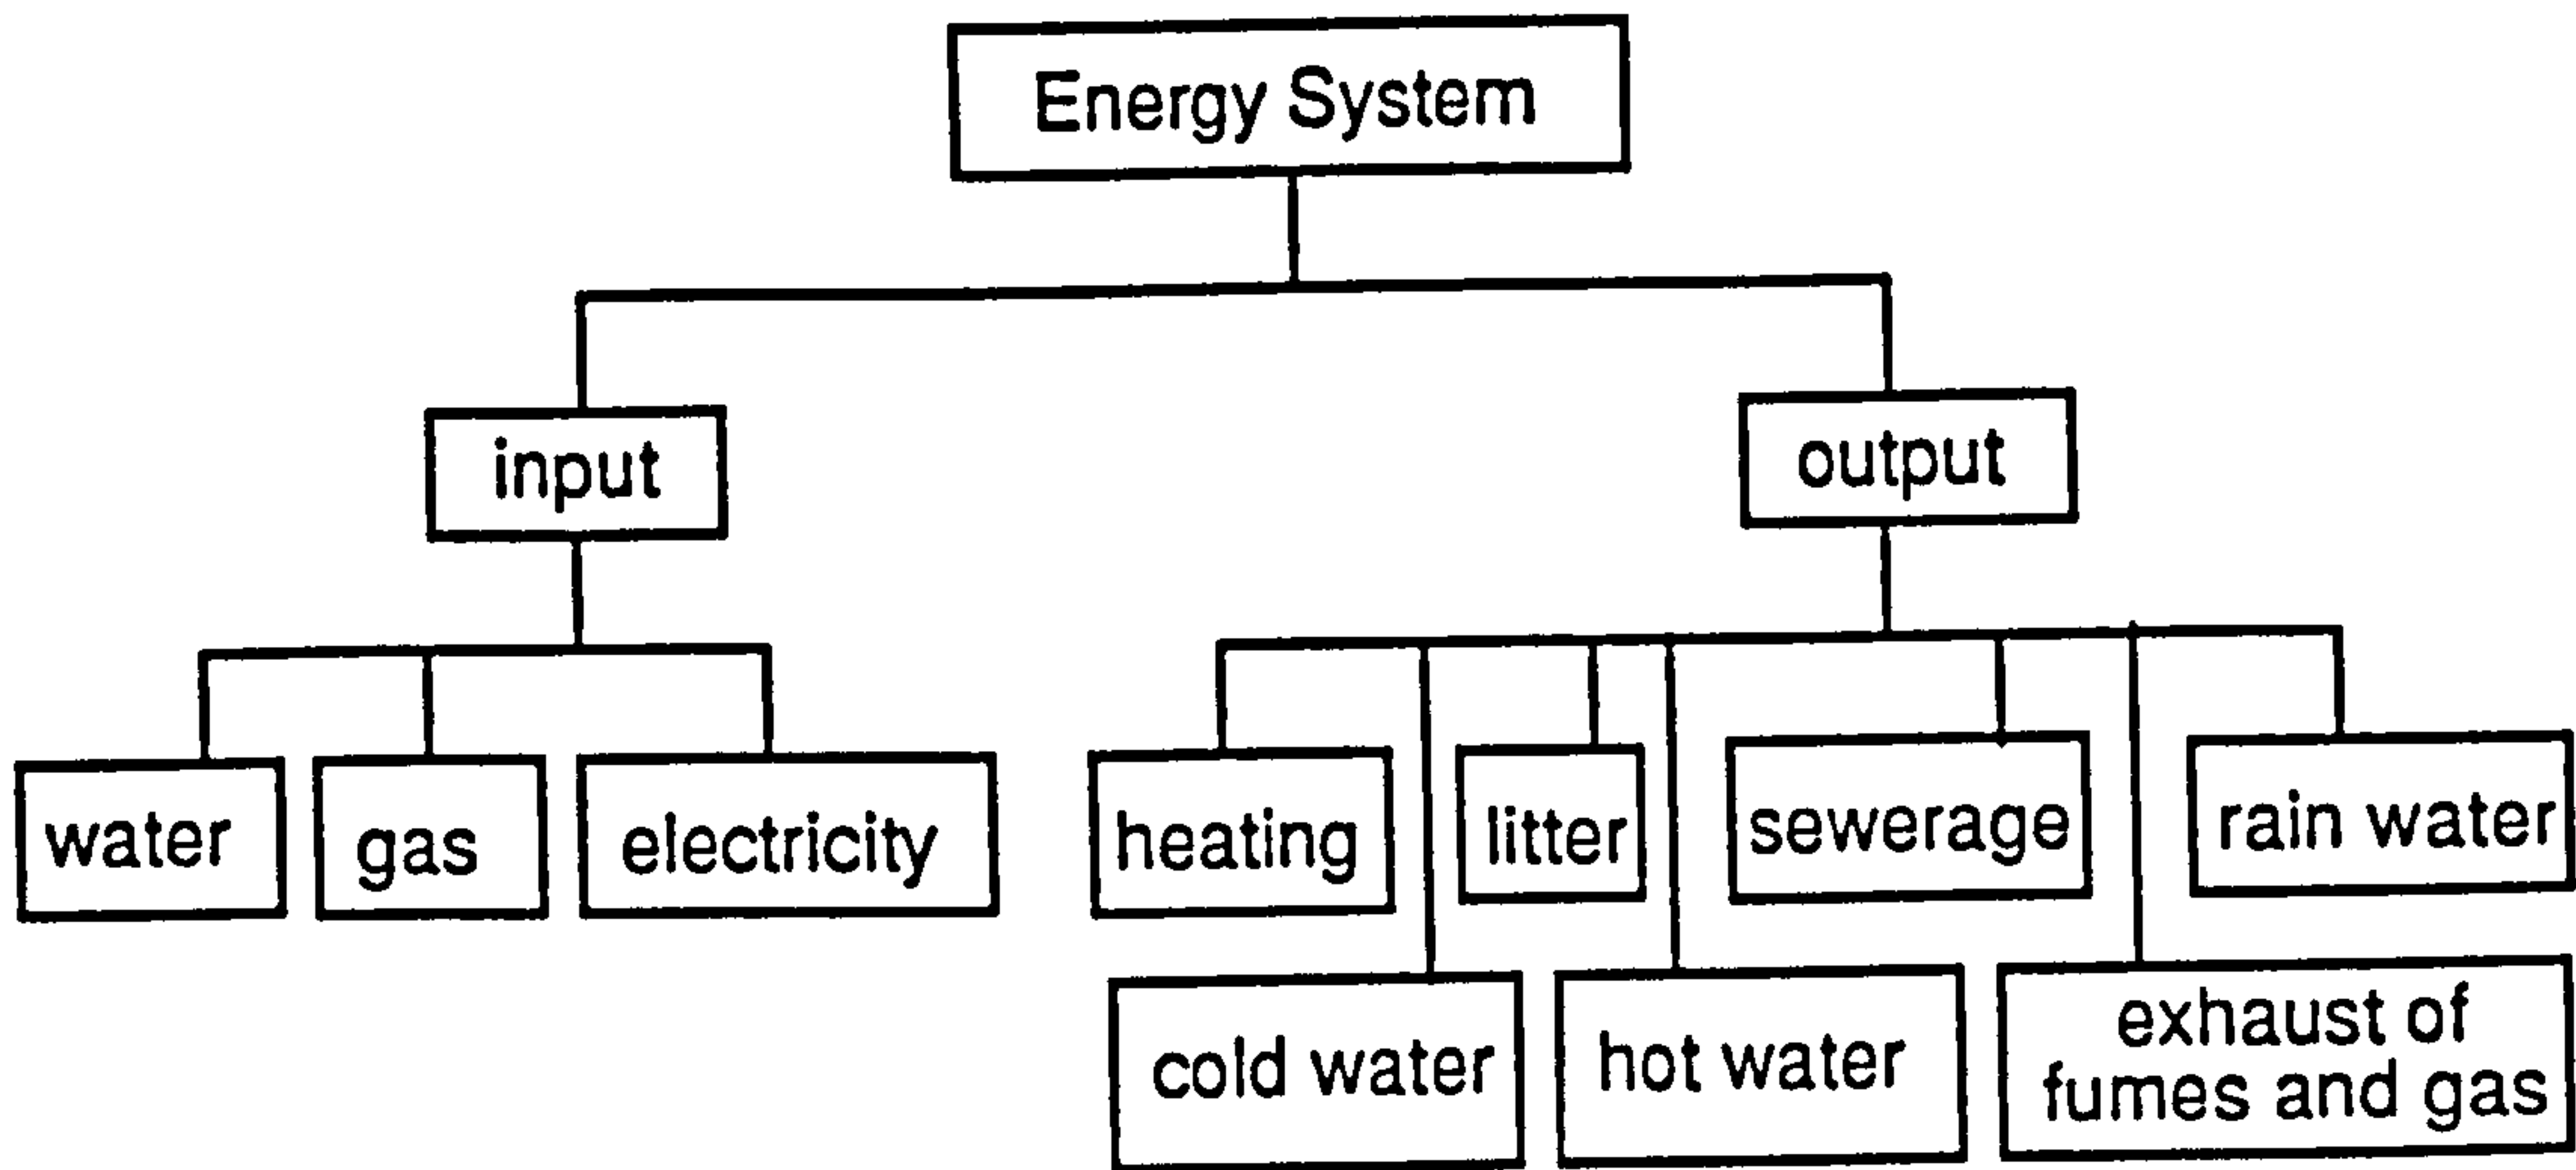 Energy System
input
output
water
gas
electricity
heating
litter
sewerage
rain water
cold water
hot water
exhaust of
fumes and gas